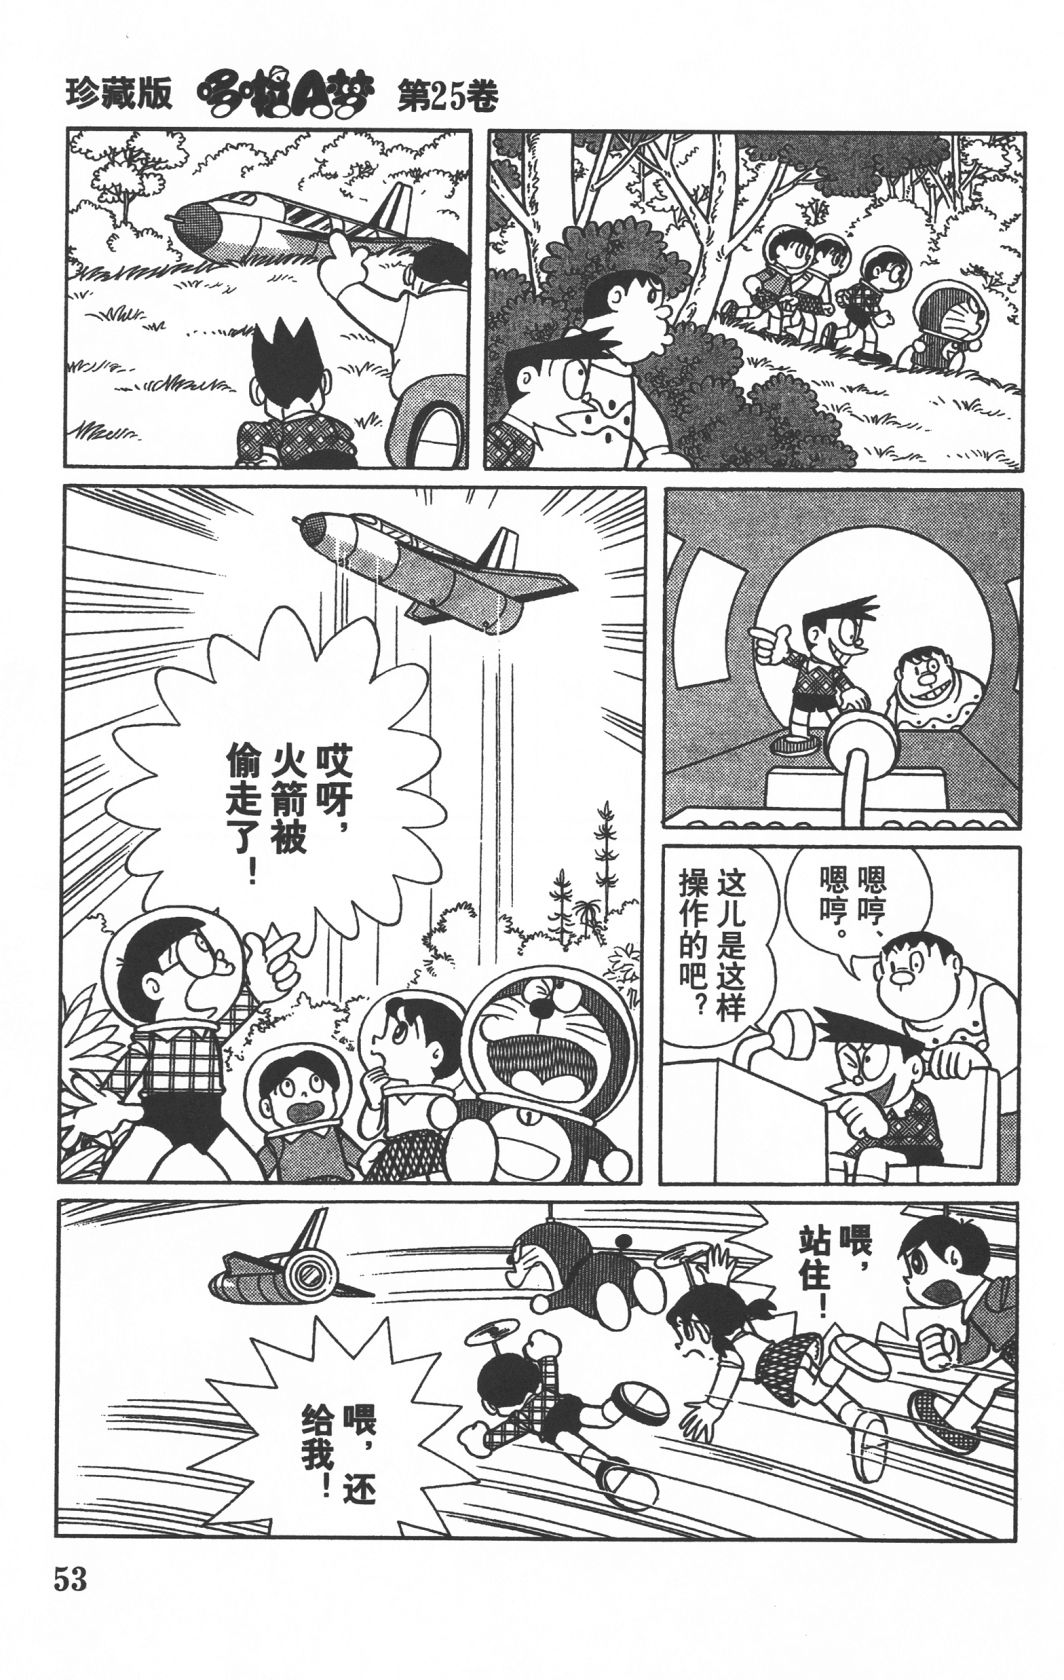 珍藏版 哆啦A梦 第25卷
哎呀，
火箭被
偷走了！
嗯哼、
嗯哼。
这儿是这样
操作的吧？
喂，
站住！
喂，还
给我！
53